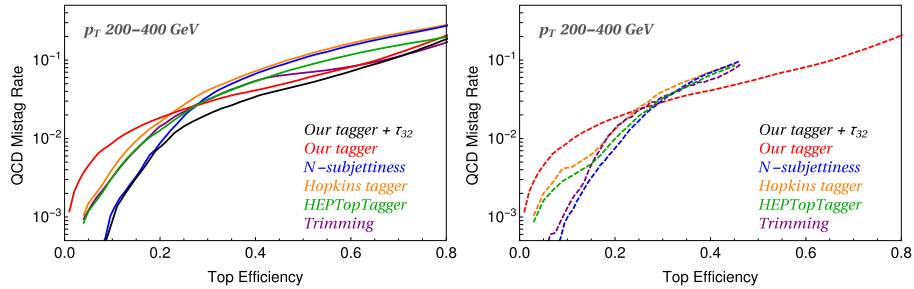 p_T 200–400 GeV
QCD Mistag Rate
10^-1
10^-2
10^-3
Our tagger + τ_32
Our tagger
N–subjettiness
Hopkins tagger
HEPTopTagger
Trimming
0.0 0.2 0.4 0.6 0.8
Top Efficiency
p_T 200–400 GeV
QCD Mistag Rate
10^-1
10^-2
10^-3
Our tagger + τ_32
Our tagger
N–subjettiness
Hopkins tagger
HEPTopTagger
Trimming
0.0 0.2 0.4 0.6 0.8
Top Efficiency